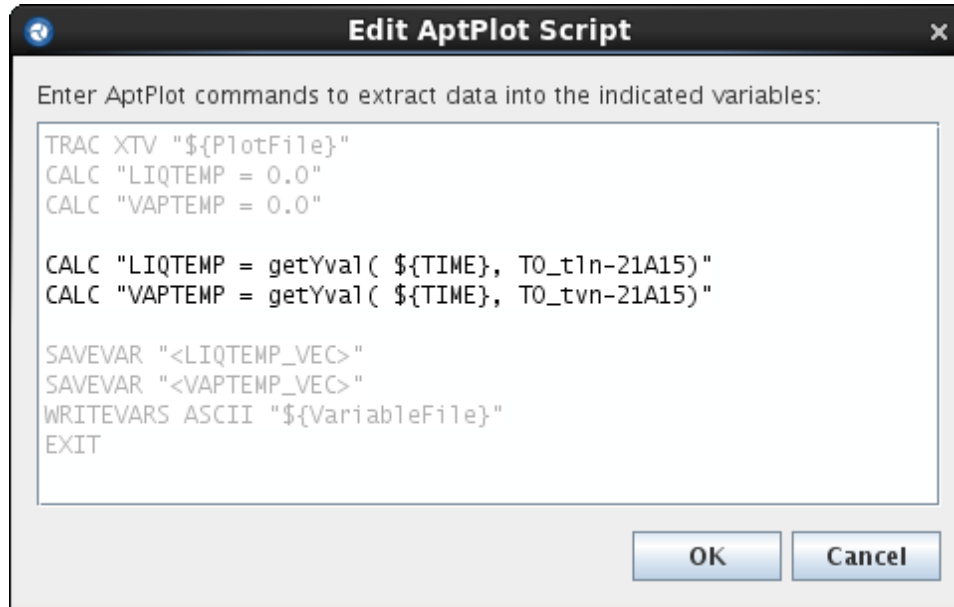 Edit AptPlot Script
Enter AptPlot commands to extract data into the indicated variables:
TRAC XTV "${PlotFile}"
CALC "LIQTEMP = 0.0"
CALC "VAPTEMP = 0.0"
CALC "LIQTEMP = getYval( ${TIME}, TO_tln-21A15)"
CALC "VAPTEMP = getYval( ${TIME}, TO_tvn-21A15)"
SAVEVAR "<LIQTEMP_VEC>"
SAVEVAR "<VAPTEMP_VEC>"
WRITEVARS ASCII "${VariableFile}"
EXIT
OK
Cancel